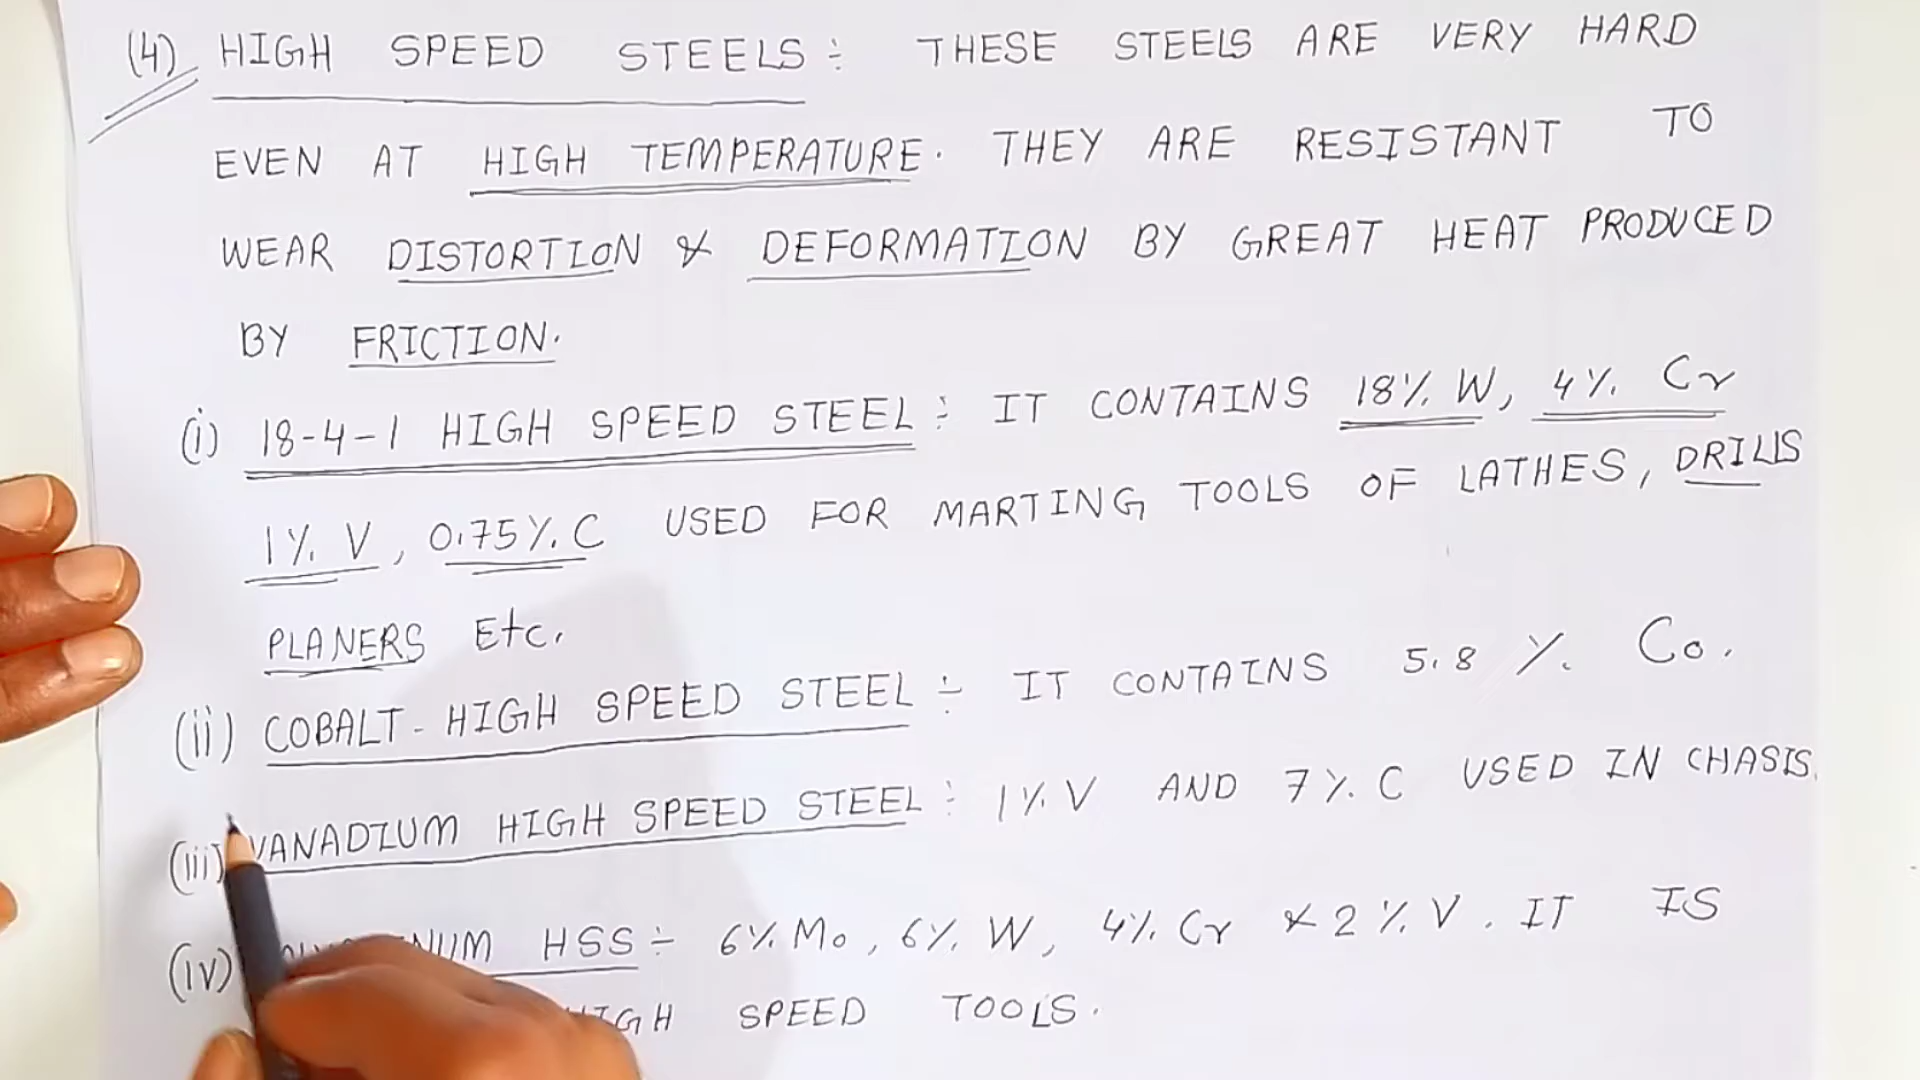 (4) HIGH SPEED STEELS :- THESE STEELS ARE VERY HARD
EVEN AT HIGH TEMPERATURE. THEY ARE RESISTANT TO
WEAR DISTORTION & DEFORMATION BY GREAT HEAT PRODUCED
BY FRICTION.
(i) 18-4-1 HIGH SPEED STEEL :- IT CONTAINS 18% W, 4% Cr
1% V, 0.75% C USED FOR MARTING TOOLS OF LATHES, DRILLS
PLANERS Etc.
(ii) COBALT-HIGH SPEED STEEL :- IT CONTAINS 5.8 % Co.
(iii) VANADIUM HIGH SPEED STEEL :- 1% V AND 7% C USED IN CHASIS.
(iv) HSS :- 6% Mo, 6% W, 4% Cr & 2% V. IT IS
SPEED TOOLS.